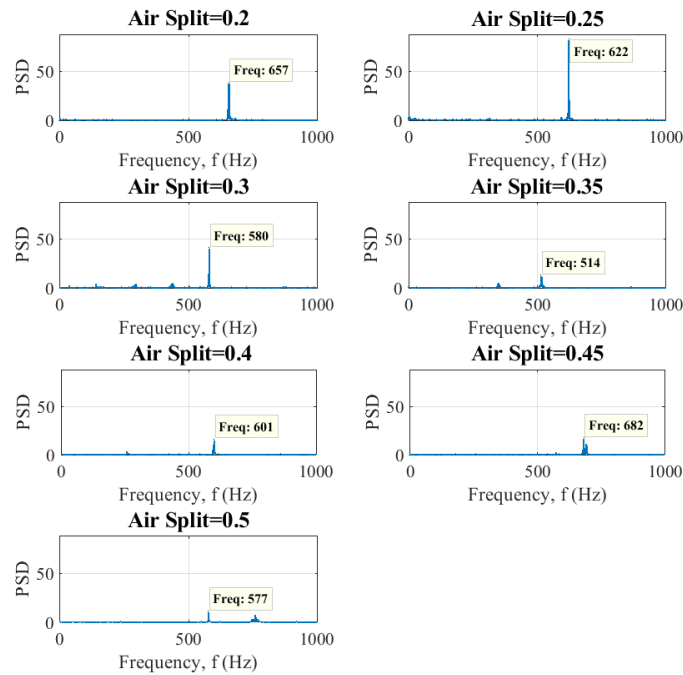 Air Split=0.2
PSD
50
0
Freq: 657
0
500
1000
Frequency, f (Hz)
Air Split=0.25
PSD
50
0
Freq: 622
0
500
1000
Frequency, f (Hz)
Air Split=0.3
PSD
50
0
Freq: 580
0
500
1000
Frequency, f (Hz)
Air Split=0.35
PSD
50
0
Freq: 514
0
500
1000
Frequency, f (Hz)
Air Split=0.4
PSD
50
0
Freq: 601
0
500
1000
Frequency, f (Hz)
Air Split=0.45
PSD
50
0
Freq: 682
0
500
1000
Frequency, f (Hz)
Air Split=0.5
PSD
50
0
Freq: 577
0
500
1000
Frequency, f (Hz)